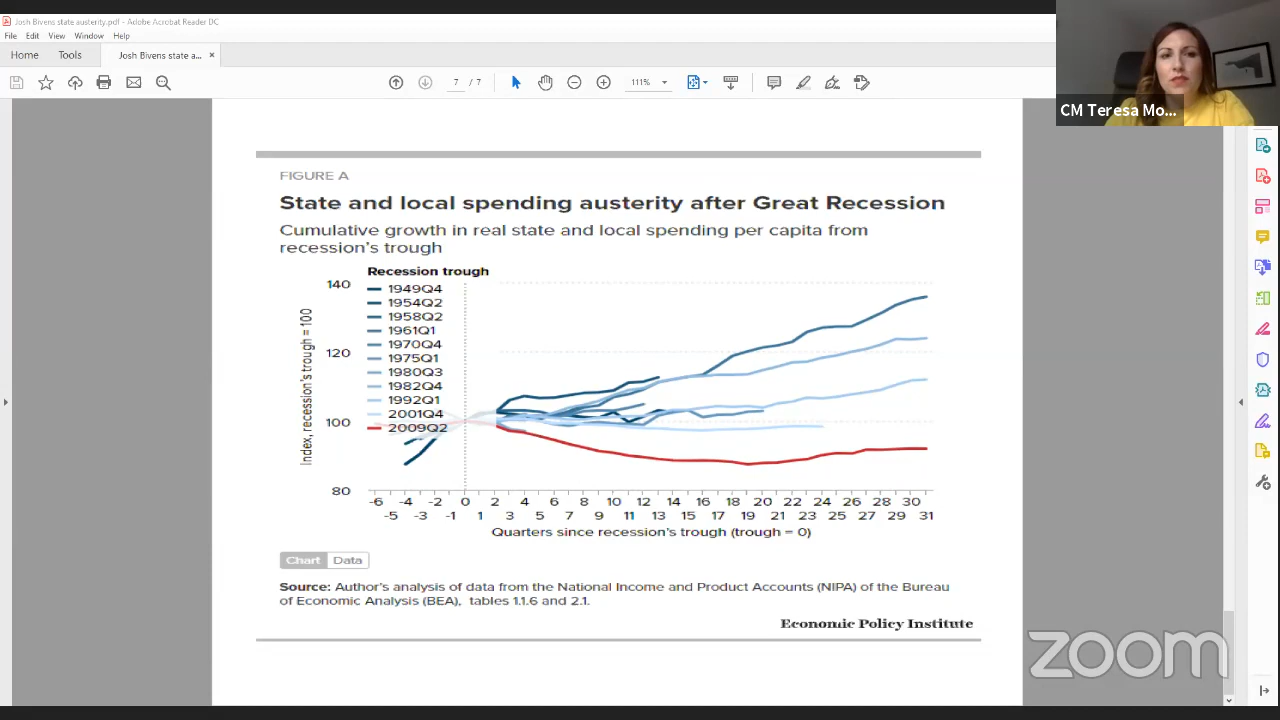 Josh Bivens state austerity.pdf - Adobe Acrobat Reader DC
File Edit View Window Help
Home Tools Josh Bivens state a... ×
7 / 7 111%
CM Teresa Mo...
FIGURE A
State and local spending austerity after Great Recession
Cumulative growth in real state and local spending per capita from
recession's trough
Recession trough
1949Q4
1954Q2
1958Q2
1961Q1
1970Q4
1975Q1
1980Q3
1982Q4
1992Q1
2001Q4
2009Q2
Index, recession's trough = 100
140
120
100
80
-6 -4 -2 0 2 4 6 8 10 12 14 16 18 20 22 24 26 28 30
-5 -3 -1 1 3 5 7 9 11 13 15 17 19 21 23 25 27 29 31
Quarters since recession's trough (trough = 0)
Chart Data
Source: Author's analysis of data from the National Income and Product Accounts (NIPA) of the Bureau
of Economic Analysis (BEA), tables 1.1.6 and 2.1.
Economic Policy Institute
zoom